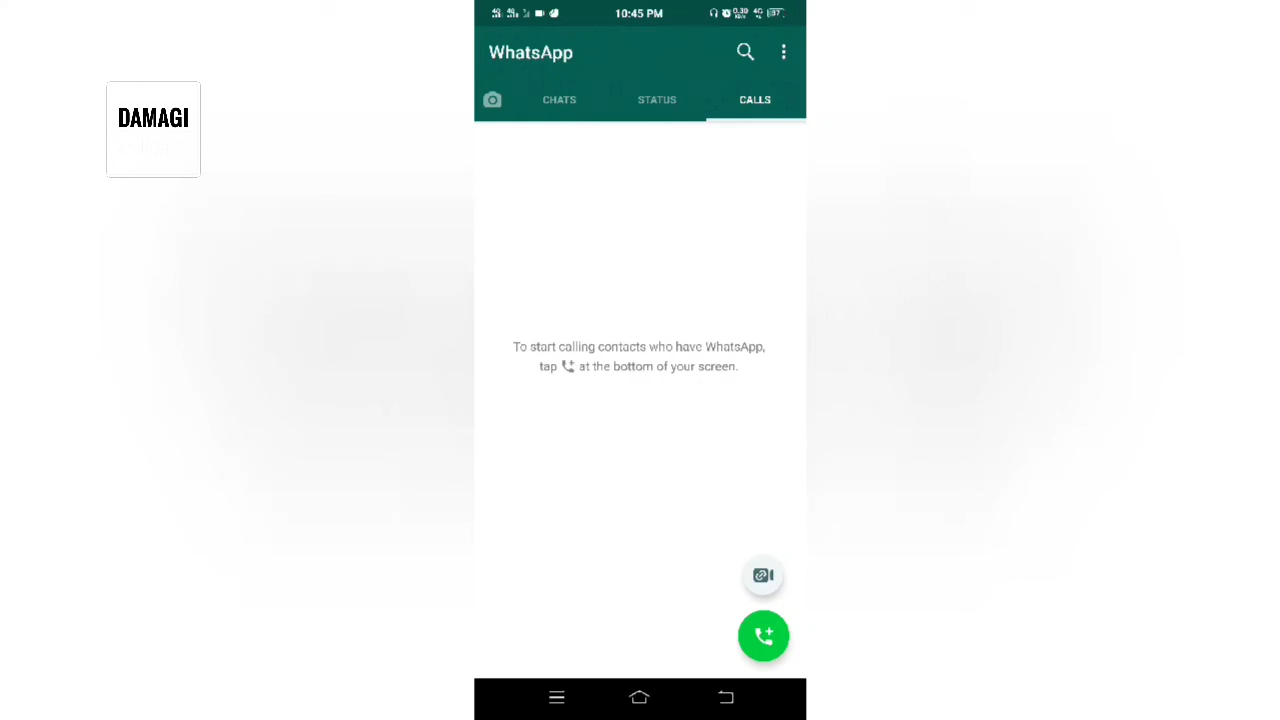 10:45 PM
WhatsApp
CHATS
STATUS
CALLS
DAMAGI
To start calling contacts who have WhatsApp,
tap at the bottom of your screen.